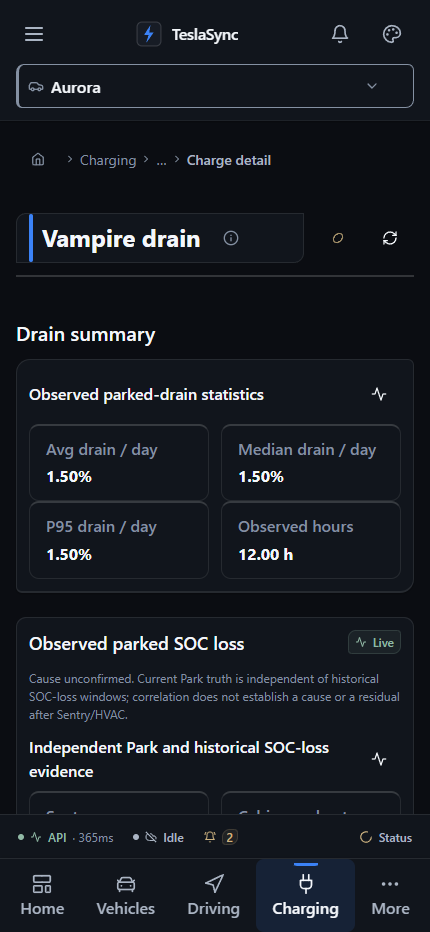 TeslaSync
Aurora
Charging
...
Charge detail
Vampire drain
Drain summary
Observed parked-drain statistics
Avg drain / day
1.50%
Median drain / day
1.50%
P95 drain / day
1.50%
Observed hours
12.00 h
Observed parked SOC loss
Live
Cause unconfirmed. Current Park truth is independent of historical
SOC-loss windows; correlation does not establish a cause or a residual
after Sentry/HVAC.
Independent Park and historical SOC-loss
evidence
API · 365ms
Idle
2
Status
Home
Vehicles
Driving
Charging
More